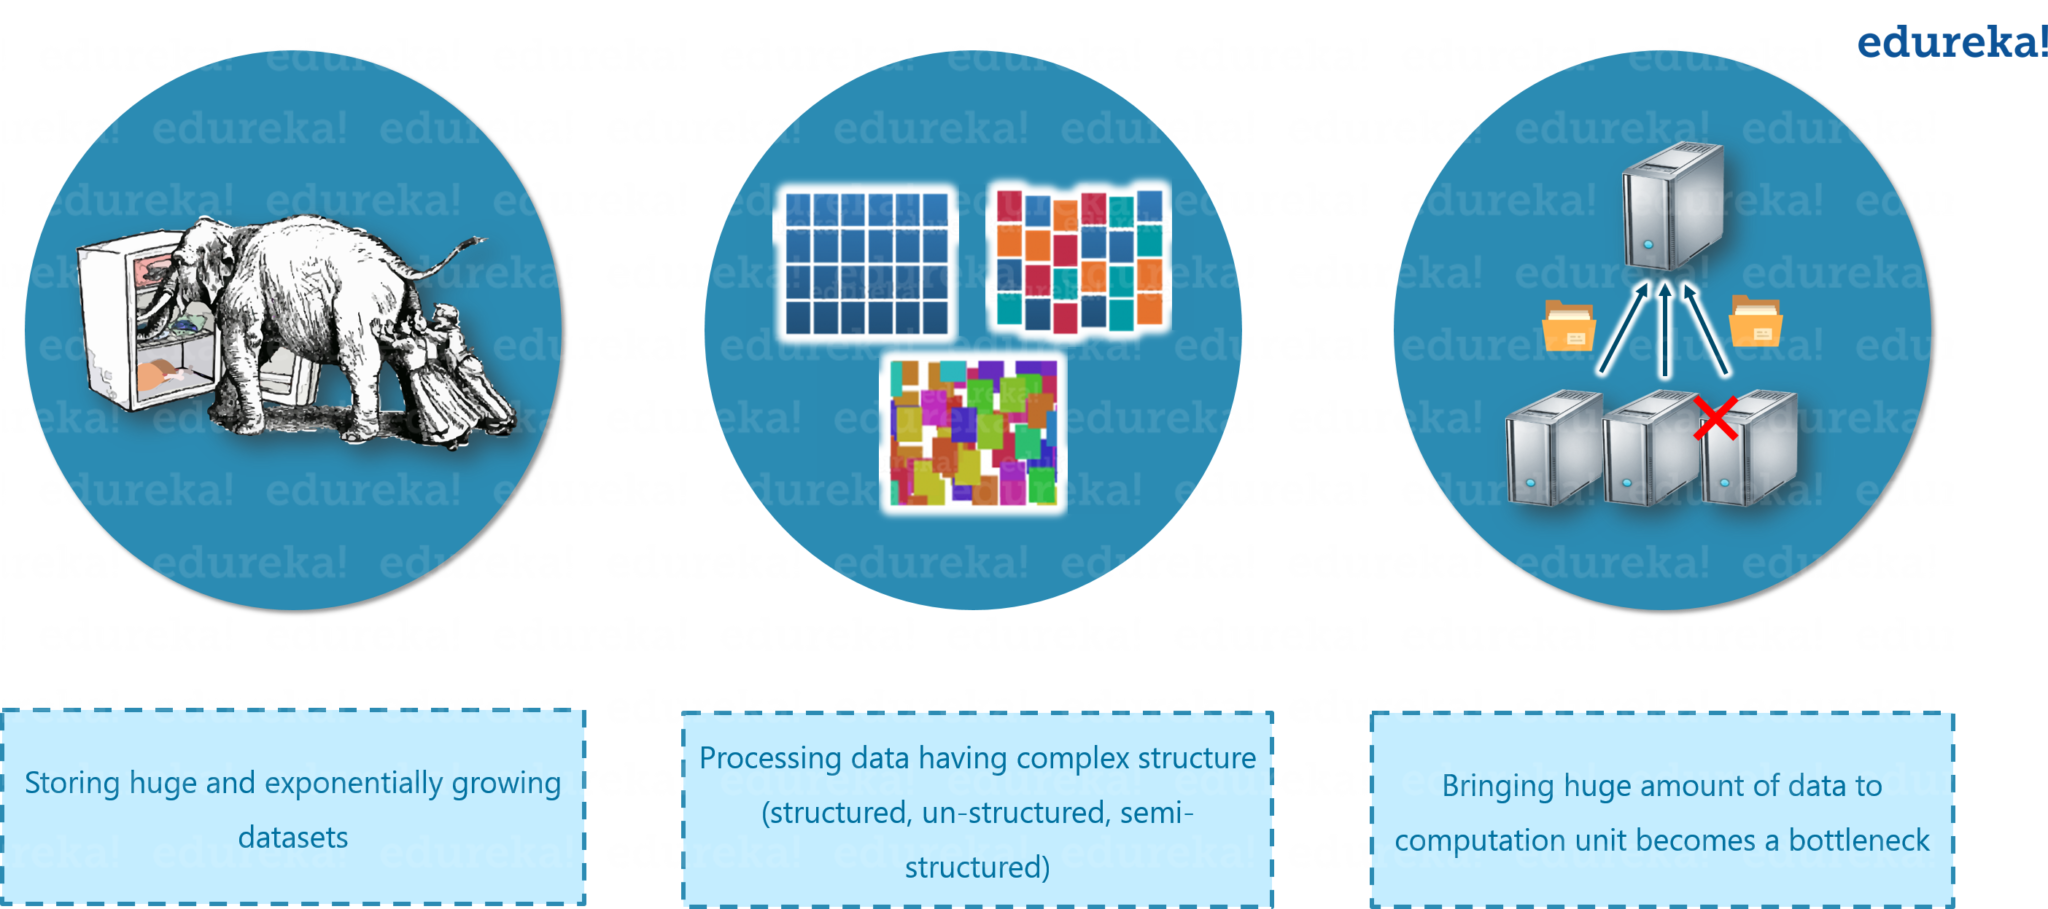 edureka!
Storing huge and exponentially growing
datasets
Processing data having complex structure
(structured, un-structured, semi-
structured)
Bringing huge amount of data to
computation unit becomes a bottleneck